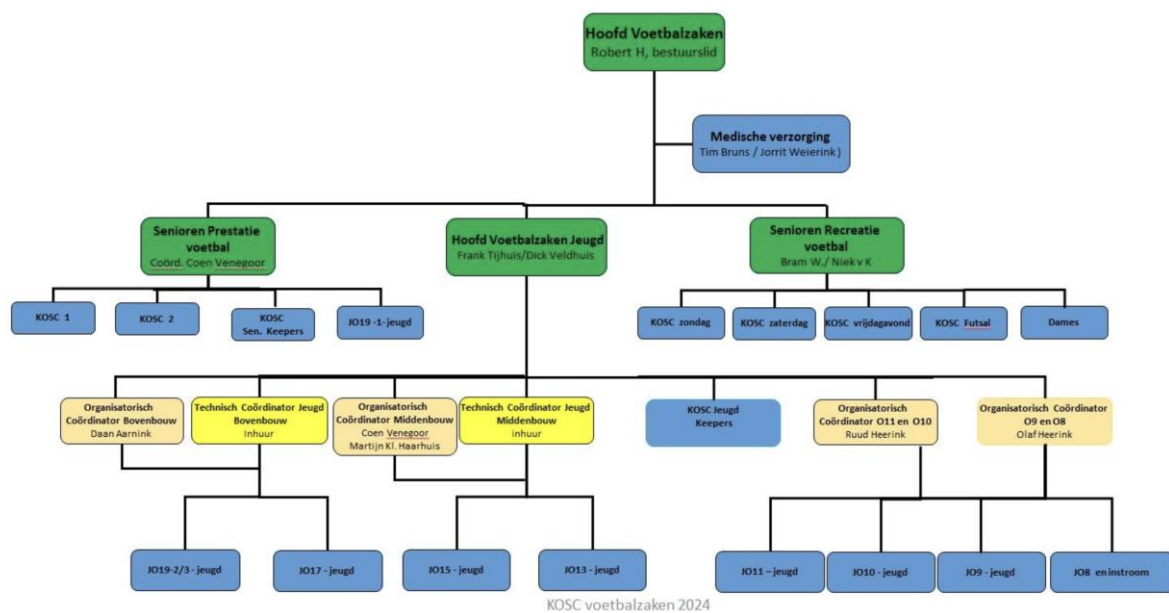 Hoofd Voetbalzaken
Robert H, bestuurslid
Medische verzorging
Tim Bruns / Jorrit Weierink )
Senioren Prestatie
voetbal
Coörd. Coen Venegoor
Hoofd Voetbalzaken Jeugd
Frank Tijhuis/Dick Veldhuis
Senioren Recreatie
voetbal
Bram W./ Niek v K
KOSC 1
KOSC 2
KOSC
Sen. Keepers
JO19 -1- jeugd
KOSC zondag
KOSC zaterdag
KOSC vrijdagavond
KOSC Futsal
Dames
Organisatorisch
Coördinator Bovenbouw
Daan Aarnink
Technisch Coördinator Jeugd
Bovenbouw
Inhuur
Organisatorisch
Coördinator Middenbouw
Coen Venegoor
Martijn Kl. Haarhuis
Technisch Coördinator Jeugd
Middenbouw
inhuur
KOSC Jeugd
Keepers
Organisatorisch
Coördinator O11 en O10
Ruud Heerink
Organisatorisch Coördinator
O9 en O8
Olaf Heerink
JO19-2/3 - jeugd
JO17 - jeugd
JO15 - jeugd
JO13 - jeugd
JO11 – jeugd
JO10 - jeugd
JO9 - jeugd
JO8 en instroom
KOSC voetbalzaken 2024